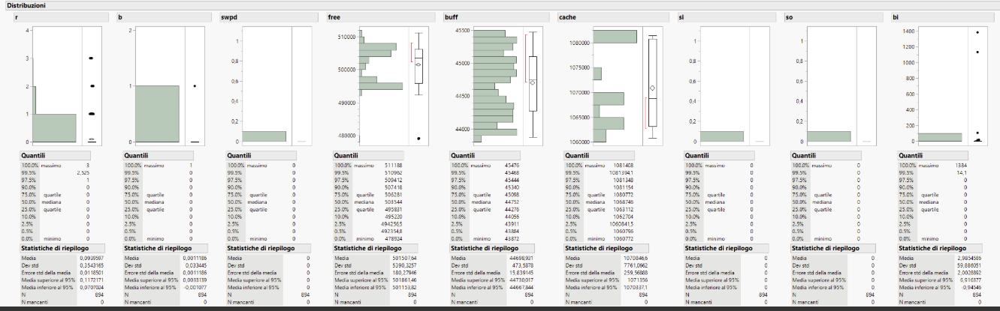 Distribuzioni
r b swpd free buff cache si so bi
4 2 1 510000 45500 1080000 1 1 1400
3 0,8 500000 45000 1075000 0,8 0,8 1200
2 1 0,6 490000 44500 1070000 0,6 0,6 1000
1 0,4 480000 44000 1065000 0,4 0,4 800
0 0 0,2 1060000 0,2 0,2 600
0 0 0 400
200
0
Quantili Quantili Quantili Quantili Quantili Quantili Quantili Quantili Quantili
100.0% massimo 3 100.0% massimo 1 100.0% massimo 0 100.0% massimo 511188 100.0% massimo 45476 100.0% massimo 1081408 100.0% massimo 0 100.0% massimo 0 100.0% massimo 1384
99.5% 2,525 99.5% 0 99.5% 0 99.5% 510962 99.5% 45468 99.5% 1081394,1 99.5% 0 99.5% 0 99.5% 14,1
97.5% 1 97.5% 0 97.5% 0 97.5% 509412 97.5% 45444 97.5% 1081348 97.5% 0 97.5% 0 97.5% 0
90.0% 0 90.0% 0 90.0% 0 90.0% 507418 90.0% 45340 90.0% 1081154 90.0% 0 90.0% 0 90.0% 0
75.0% quartile 0 75.0% quartile 0 75.0% quartile 0 75.0% quartile 506281 75.0% quartile 45098 75.0% quartile 1080772 75.0% quartile 0 75.0% quartile 0 75.0% quartile 0
50.0% mediana 0 50.0% mediana 0 50.0% mediana 0 50.0% mediana 503544 50.0% mediana 44752 50.0% mediana 1068746 50.0% mediana 0 50.0% mediana 0 50.0% mediana 0
25.0% quartile 0 25.0% quartile 0 25.0% quartile 0 25.0% quartile 495831 25.0% quartile 44276 25.0% quartile 1063112 25.0% quartile 0 25.0% quartile 0 25.0% quartile 0
10.0% 0 10.0% 0 10.0% 0 10.0% 495220 10.0% 44056 10.0% 1062704 10.0% 0 10.0% 0 10.0% 0
2.5% 0 2.5% 0 2.5% 0 2.5% 494256,5 2.5% 43911 2.5% 1060841,5 2.5% 0 2.5% 0 2.5% 0
0.5% 0 0.5% 0 0.5% 0 0.5% 492354,8 0.5% 43884 0.5% 1060796 0.5% 0 0.5% 0 0.5% 0
0.0% minimo 0 0.0% minimo 0 0.0% minimo 0 0.0% minimo 478924 0.0% minimo 43872 0.0% minimo 1060772 0.0% minimo 0 0.0% minimo 0 0.0% minimo 0
Statistiche di riepilogo Statistiche di riepilogo Statistiche di riepilogo Statistiche di riepilogo Statistiche di riepilogo Statistiche di riepilogo Statistiche di riepilogo Statistiche di riepilogo Statistiche di riepilogo
Media 0,0939597 Media 0,0011186 Media 0 Media 501507,64 Media 44698,931 Media 1070846,6 Media 0 Media 0 Media 2,9854586
Dev std 0,3543165 Dev std 0,033445 Dev std 0 Dev std 5390,3257 Dev std 473,5878 Dev std 7761,0662 Dev std 0 Dev std 0 Dev std 59,886051
Errore std della media 0,0118501 Errore std della media 0,0011186 Errore std della media 0 Errore std della media 180,27946 Errore std della media 15,839145 Errore std della media 259,56888 Errore std della media 0 Errore std della media 0 Errore std della media 2,0028892
Media superiore al 95% 0,1172171 Media superiore al 95% 0,0033139 Media superiore al 95% 0 Media superiore al 95% 501861,46 Media superiore al 95% 44730,017 Media superiore al 95% 1071356 Media superiore al 95% 0 Media superiore al 95% 0 Media superiore al 95% 6,916377
Media inferiore al 95% 0,0707024 Media inferiore al 95% -0,001077 Media inferiore al 95% 0 Media inferiore al 95% 501153,82 Media inferiore al 95% 44667,844 Media inferiore al 95% 1070337,1 Media inferiore al 95% 0 Media inferiore al 95% 0 Media inferiore al 95% -0,94546
N 894 N 894 N 894 N 894 N 894 N 894 N 894 N 894 N 894
N mancanti 0 N mancanti 0 N mancanti 0 N mancanti 0 N mancanti 0 N mancanti 0 N mancanti 0 N mancanti 0 N mancanti 0